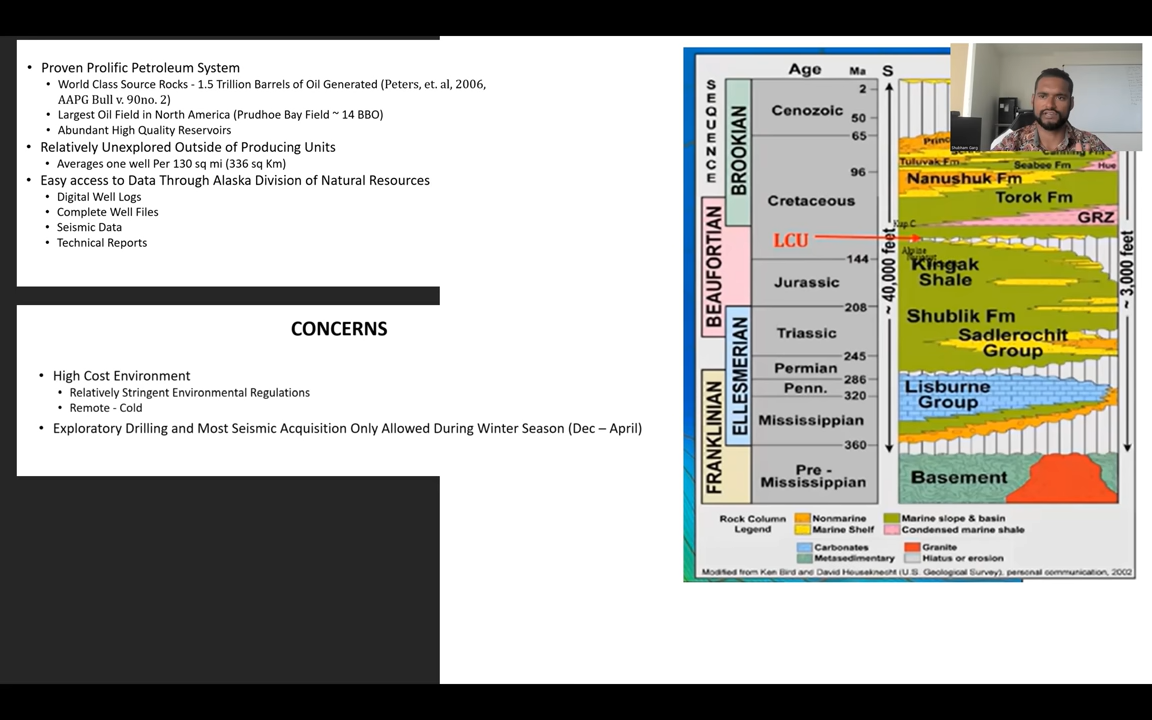 Proven Prolific Petroleum System
World Class Source Rocks - 1.5 Trillion Barrels of Oil Generated (Peters, et. al, 2006,
AAPG Bull v. 90no. 2)
Largest Oil Field in North America (Prudhoe Bay Field ~ 14 BBO)
Abundant High Quality Reservoirs
Relatively Unexplored Outside of Producing Units
Averages one well Per 130 sq mi (336 sq Km)
Easy access to Data Through Alaska Division of Natural Resources
Digital Well Logs
Complete Well Files
Seismic Data
Technical Reports
CONCERNS
High Cost Environment
Relatively Stringent Environmental Regulations
Remote - Cold
Exploratory Drilling and Most Seismic Acquisition Only Allowed During Winter Season (Dec – April)
SEQUENCE
BROOKIAN
BEAUFORTIAN
ELLESMERIAN
FRANKLINIAN
Age Ma S
2
Cenozoic
50
65
96
Cretaceous
LCU
144
Jurassic
208
Triassic
245
Permian
286
Penn.
320
Mississippian
360
Pre -
Mississippian
~ 40,000 feet
Princ
Tuluvak Fm
Seabee Fm
Hue
Nanushuk Fm
Torok Fm
GRZ
Kup C
Alpine
Kingak
Shale
Shublik Fm
Sadlerochit
Group
Lisburne
Group
Basement
~ 3,000 feet
Rock Column
Legend
Nonmarine
Marine Shelf
Marine slope & basin
Condensed marine shale
Carbonates
Metasedimentary
Granite
Hiatus or erosion
Modified from Ken Bird and David Houseknecht (U.S. Geological Survey), personal communication, 2002
Shubham Garg